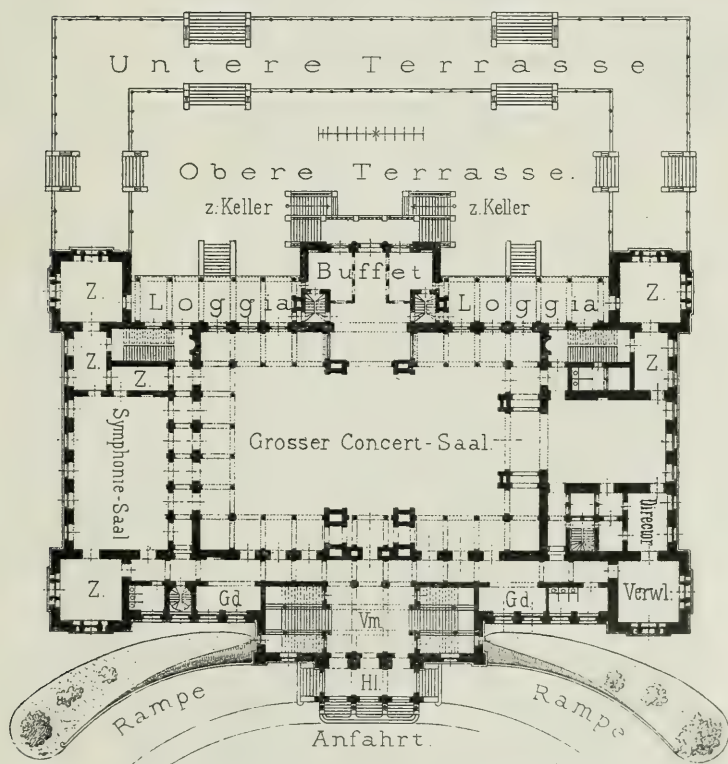 Untere Terrasse
Obere Terrasse.
z. Keller
z. Keller
Buffet
Z.
Loggia
Loggia
Z.
Z.
Z.
Z.
Symphonie-Saal
Grosser Concert-Saal.
Director
Z.
Gd.
Vm.
Gd.
Verwl.
Hl.
Rampe
Rampe
Anfahrt.